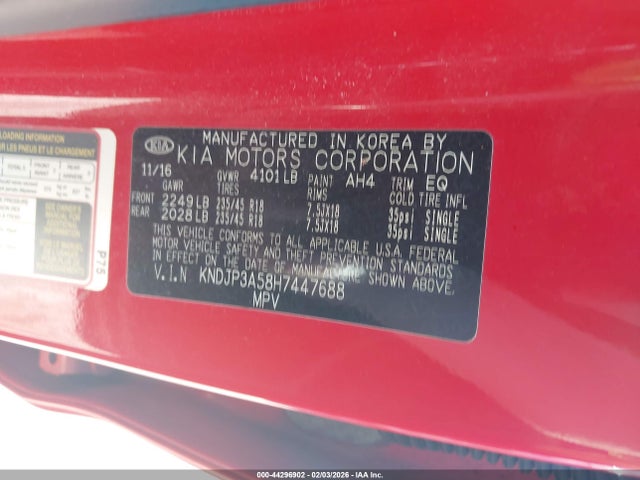 LOADING INFORMATION
P75
KIA
MANUFACTURED IN KOREA BY
KIA MOTORS CORPORATION
11/16 GVWR 4101LB PAINT AH4 TRIM EQ
GAWR TIRES RIMS COLD TIRE INFL
FRONT 2249LB 235/45 R18 7.5JX18 35psi SINGLE
REAR 2028LB 235/45 R18 7.5JX18 35psi SINGLE
THIS VEHICLE CONFORMS TO ALL APPLICABLE U.S.A. FEDERAL
MOTOR VEHICLE SAFETY AND THEFT PREVENTION STANDARDS
IN EFFECT ON THE DATE OF MANUFACTURE SHOWN ABOVE.
V.I.N KNDJP3A58H7447688
MPV
000-44296902 - 02/03/2026 - IAA Inc.